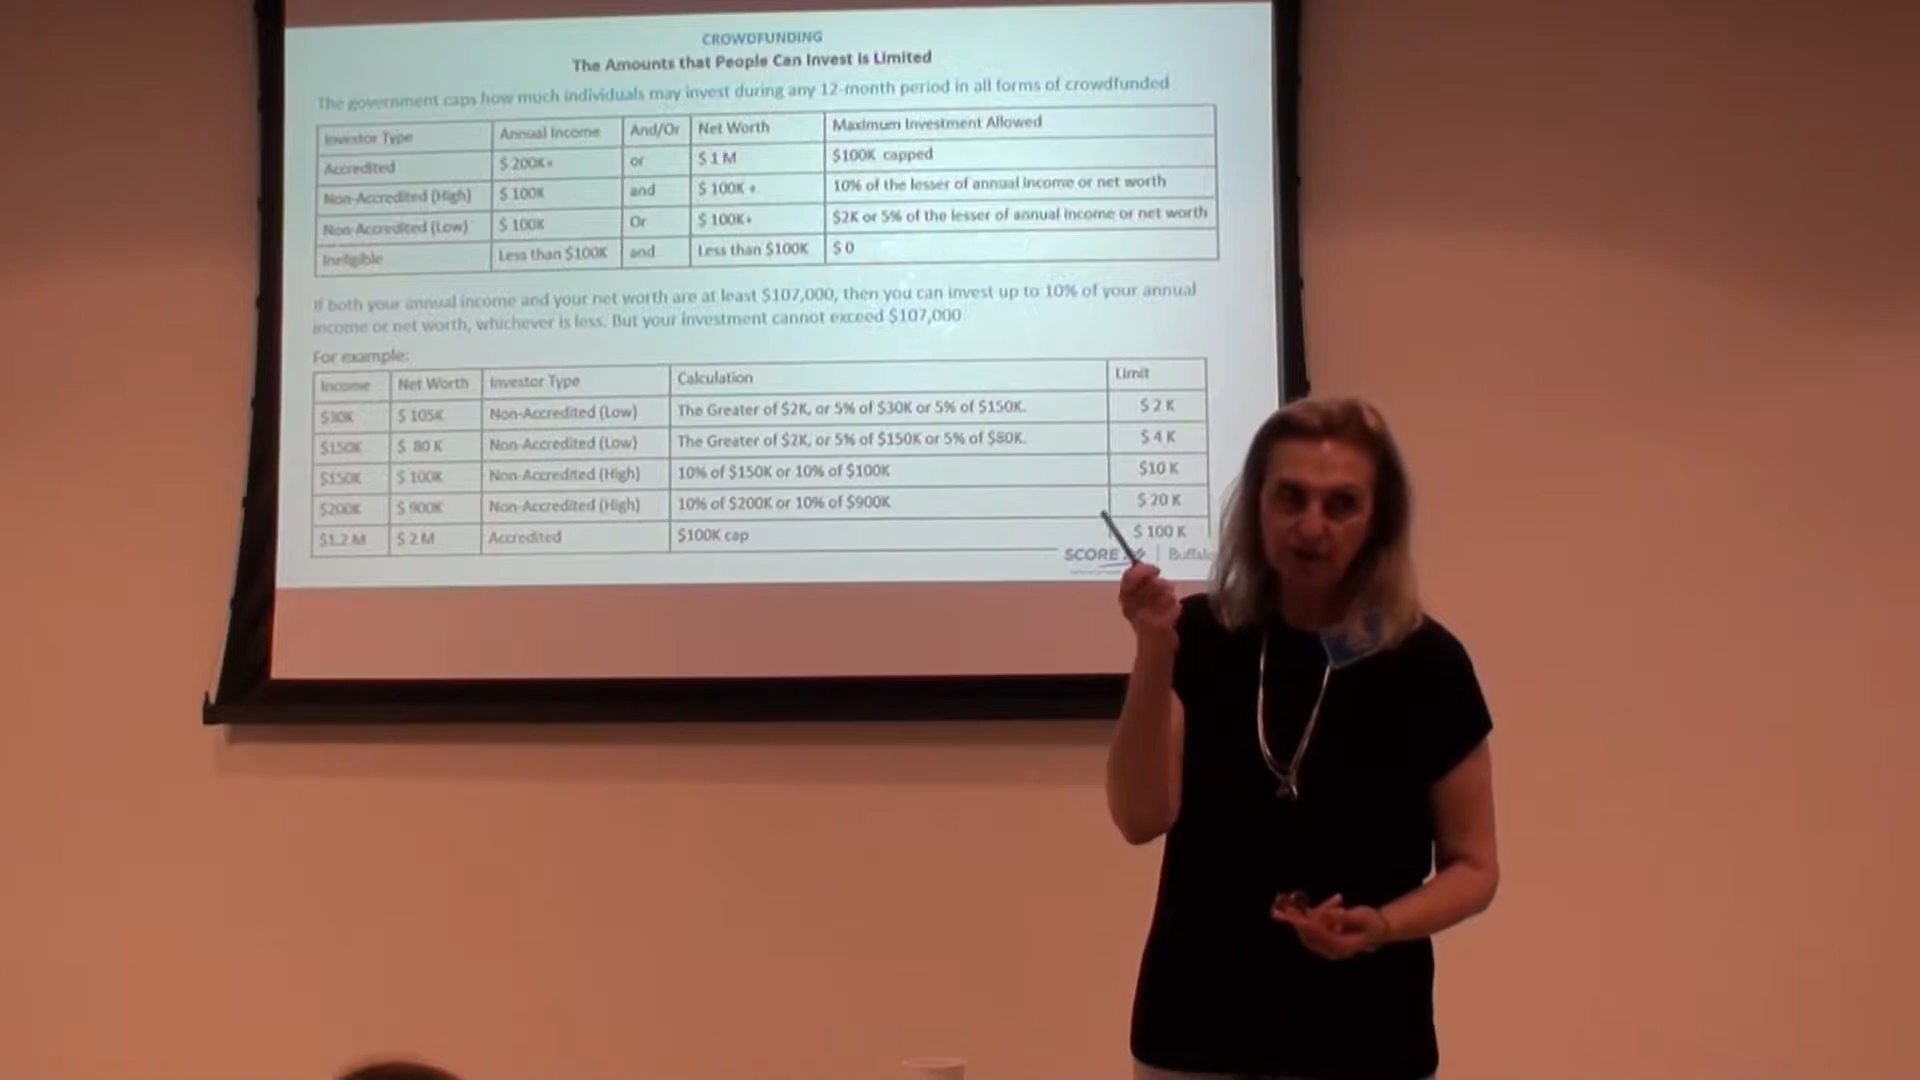 CROWDFUNDING
The Amounts that People Can Invest is Limited
The government caps how much individuals may invest during any 12-month period in all forms of crowdfunded
Investor Type Annual Income And/Or Net Worth Maximum Investment Allowed
Accredited $ 200K+ or $ 1 M $100K capped
Non-Accredited (High) $ 100K and $ 100K + 10% of the lesser of annual income or net worth
Non-Accredited (Low) $ 100K Or $ 100K+ $2K or 5% of the lesser of annual income or net worth
Ineligible Less than $100K and Less than $100K $ 0
If both your annual income and your net worth are at least $107,000, then you can invest up to 10% of your annual
income or net worth, whichever is less. But your investment cannot exceed $107,000
For example:
Income Net Worth Investor Type Calculation Limit
$30K $ 105K Non-Accredited (Low) The Greater of $2K, or 5% of $30K or 5% of $150K. $ 2 K
$150K $ 80 K Non-Accredited (Low) The Greater of $2K, or 5% of $150K or 5% of $80K. $ 4 K
$150K $ 100K Non-Accredited (High) 10% of $150K or 10% of $100K $10 K
$200K $ 900K Non-Accredited (High) 10% of $200K or 10% of $900K $ 20 K
$1.2 M $ 2 M Accredited $100K cap $ 100 K
SCORE Buffalo